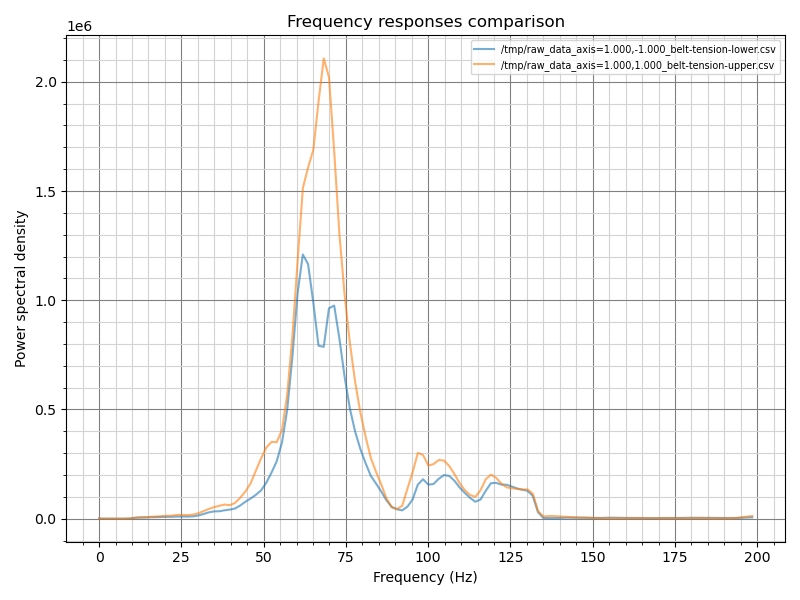 Frequency responses comparison
1e6
/tmp/raw_data_axis=1.000,-1.000_belt-tension-lower.csv
/tmp/raw_data_axis=1.000,1.000_belt-tension-upper.csv
2.0
1.5
1.0
0.5
0.0
Power spectral density
0 25 50 75 100 125 150 175 200
Frequency (Hz)